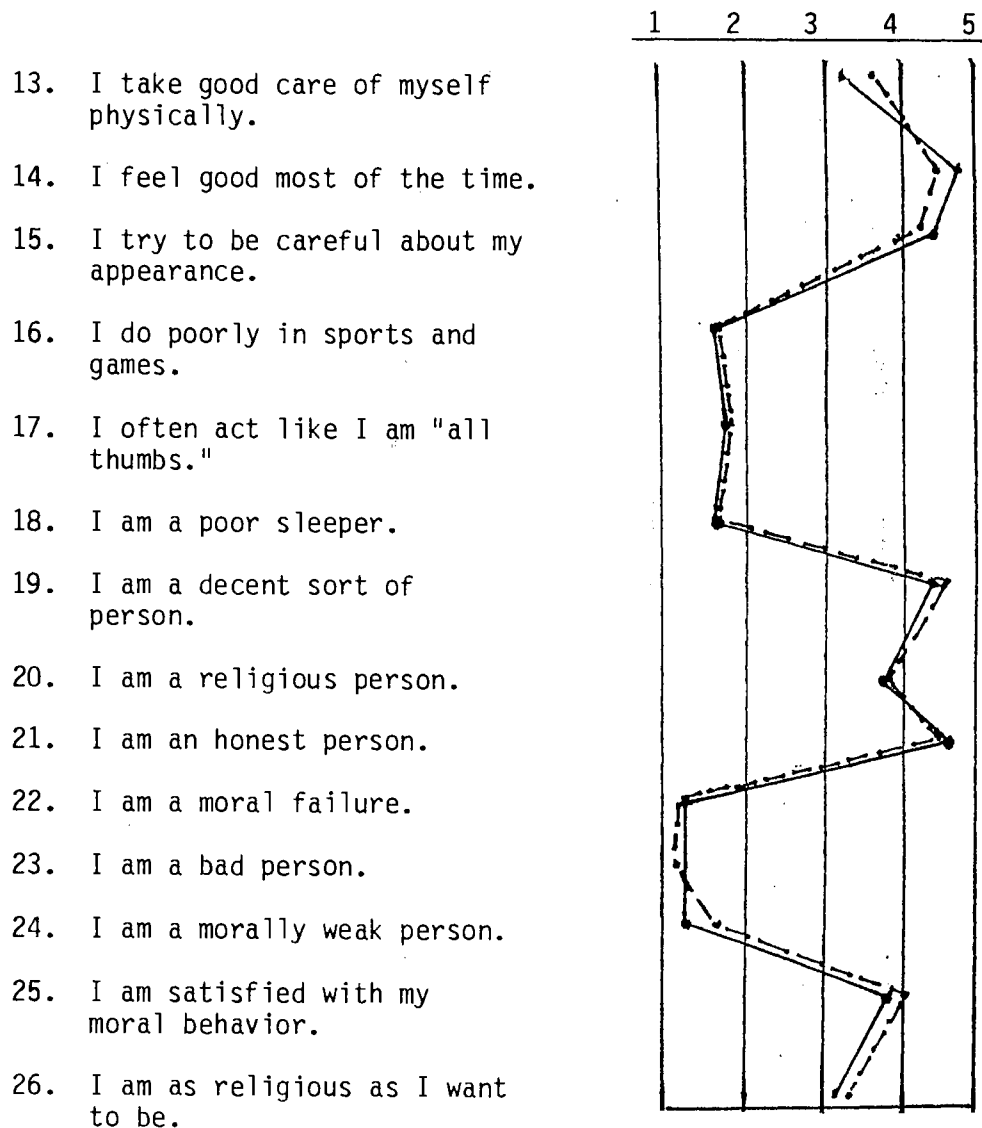 1 2 3 4 5
13. I take good care of myself
physically.
14. I feel good most of the time.
15. I try to be careful about my
appearance.
16. I do poorly in sports and
games.
17. I often act like I am "all
thumbs."
18. I am a poor sleeper.
19. I am a decent sort of
person.
20. I am a religious person.
21. I am an honest person.
22. I am a moral failure.
23. I am a bad person.
24. I am a morally weak person.
25. I am satisfied with my
moral behavior.
26. I am as religious as I want
to be.